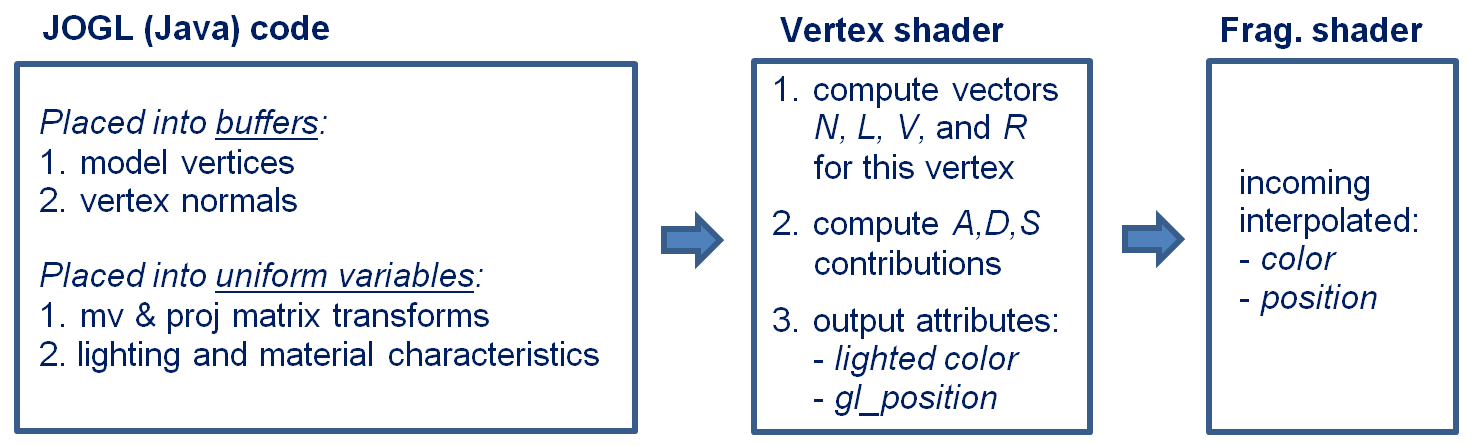 JOGL (Java) code
Placed into buffers:
1. model vertices
2. vertex normals
Placed into uniform variables:
1. mv & proj matrix transforms
2. lighting and material characteristics
Vertex shader
1. compute vectors
N, L, V, and R
for this vertex
2. compute A,D,S
contributions
3. output attributes:
- lighted color
- gl_position
Frag. shader
incoming
interpolated:
- color
- position